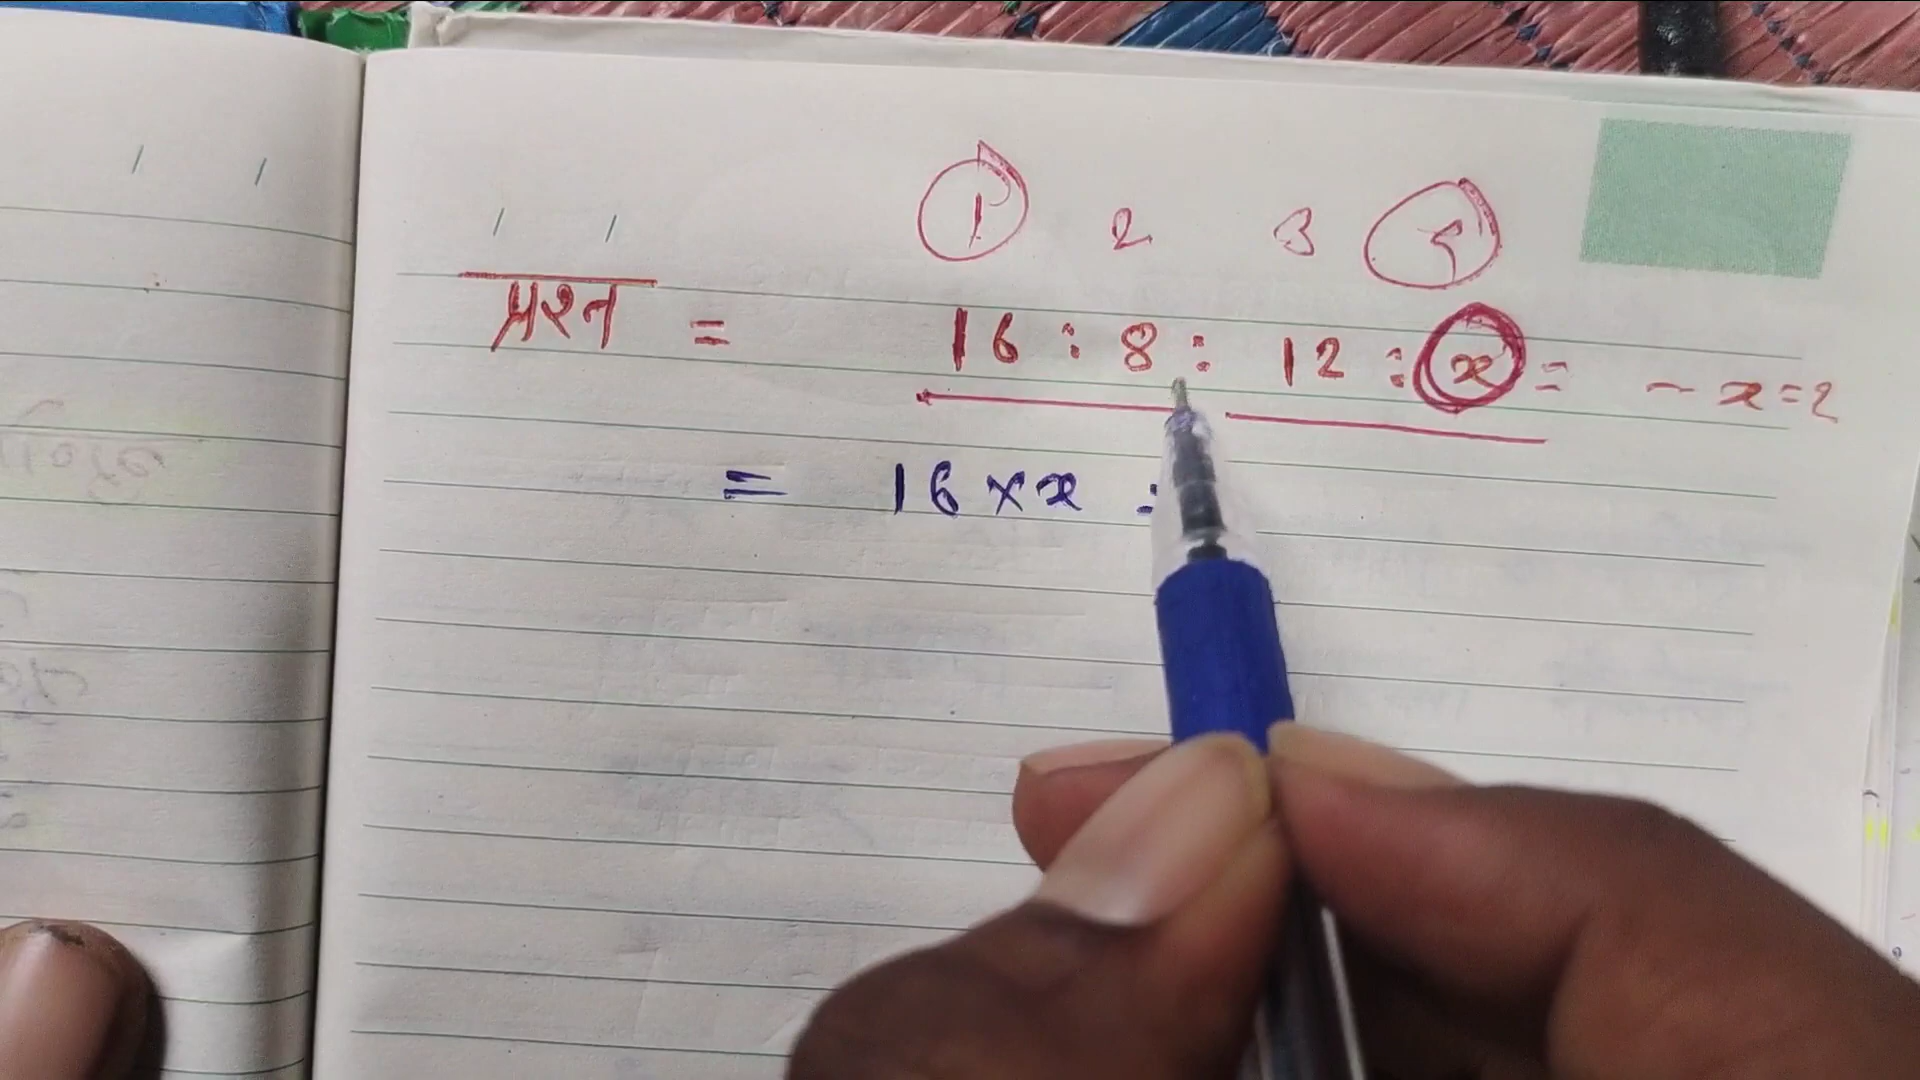 1 2 3 4
प्रश्न = 16 : 8 : 12 : x = - x = 2
= 16 × x =